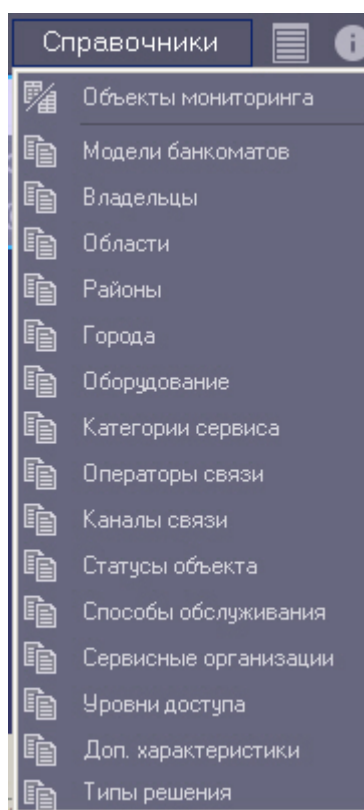 Справочники
Объекты мониторинга
Модели банкоматов
Владельцы
Области
Районы
Города
Оборудование
Категории сервиса
Операторы связи
Каналы связи
Статусы объекта
Способы обслуживания
Сервисные организации
Уровни доступа
Доп. характеристики
Типы решения